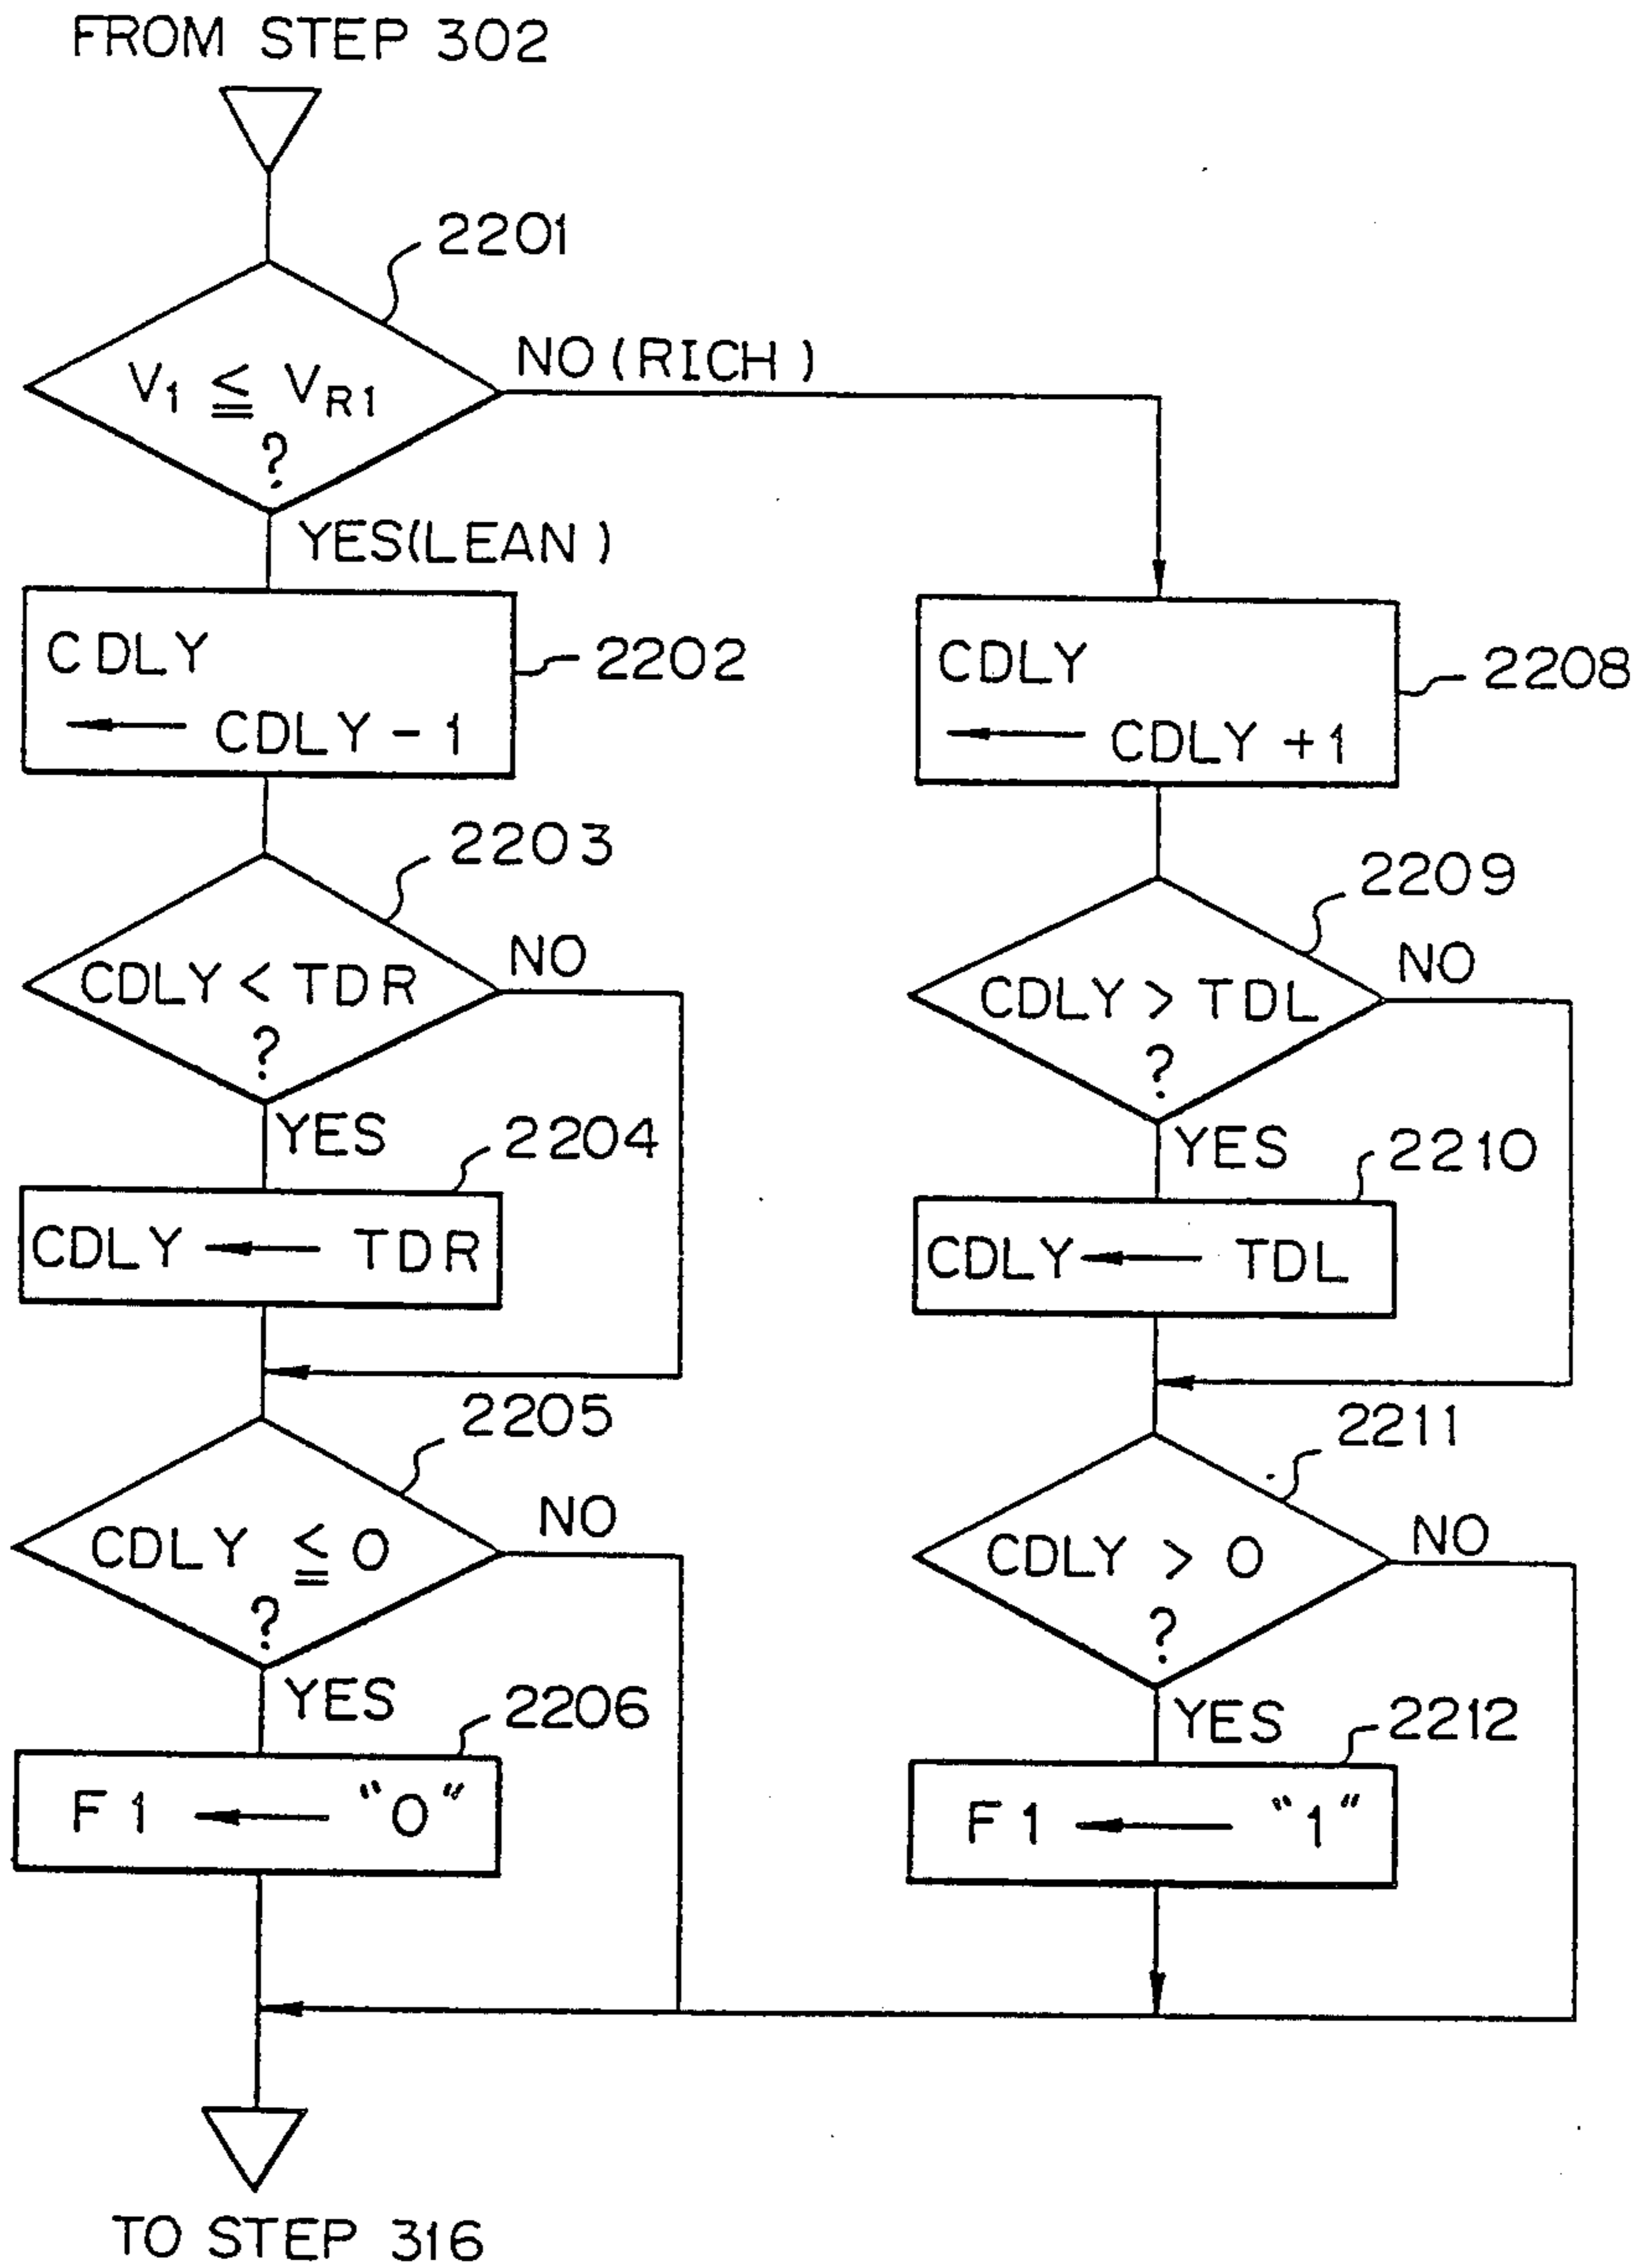 FROM STEP 302
2201
V1 ≦ VR1
?
NO (RICH)
YES(LEAN)
CDLY
← CDLY - 1
2202
CDLY
← CDLY + 1
2208
2203
CDLY < TDR
?
NO
YES
2209
CDLY > TDL
?
NO
YES
2204
CDLY ← TDR
2210
CDLY ← TDL
2205
CDLY ≦ 0
?
NO
YES
2211
CDLY > 0
?
NO
YES
2206
F1 ← "0"
2212
F1 ← "1"
TO STEP 316